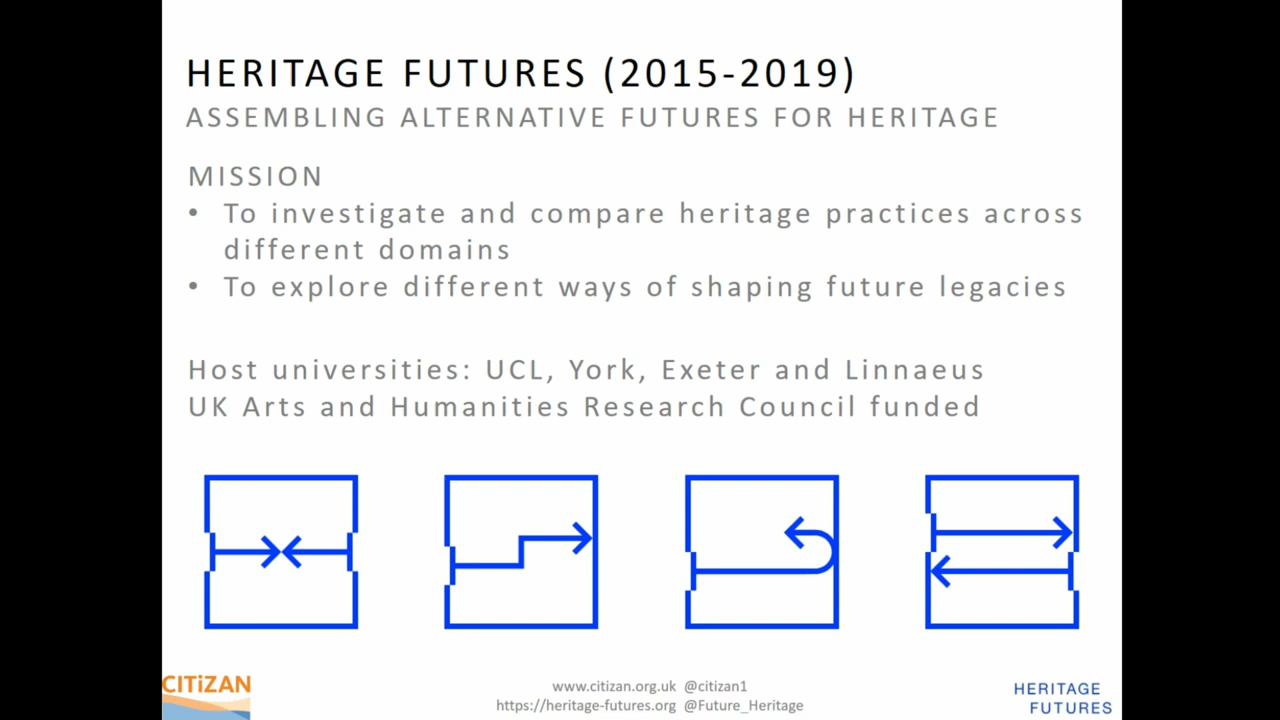 HERITAGE FUTURES (2015-2019)
ASSEMBLING ALTERNATIVE FUTURES FOR HERITAGE
MISSION
• To investigate and compare heritage practices across
different domains
• To explore different ways of shaping future legacies
Host universities: UCL, York, Exeter and Linnaeus
UK Arts and Humanities Research Council funded
CITiZAN
www.citizan.org.uk @citizan1
https://heritage-futures.org @Future_Heritage
HERITAGE
FUTURES